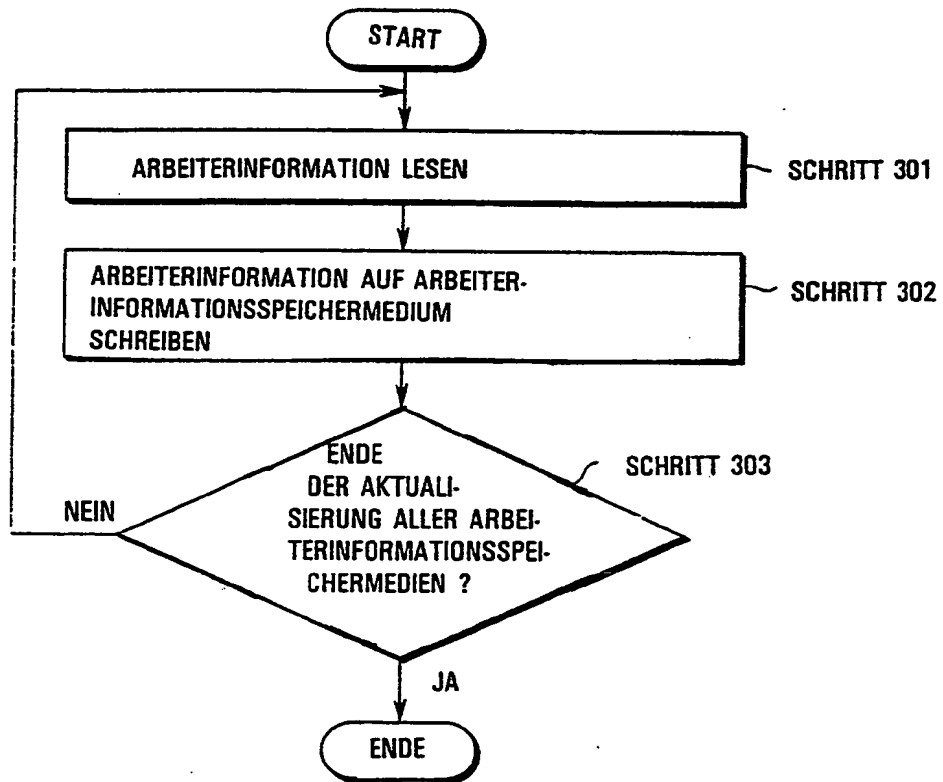 START
ARBEITERINFORMATION LESEN
SCHRITT 301
ARBEITERINFORMATION AUF ARBEITER-
INFORMATIONSSPEICHERMEDIUM
SCHREIBEN
SCHRITT 302
ENDE
DER AKTUALI-
SIERUNG ALLER ARBEI-
TERINFORMATIONSSPEI-
CHERMEDIEN ?
SCHRITT 303
NEIN
JA
ENDE